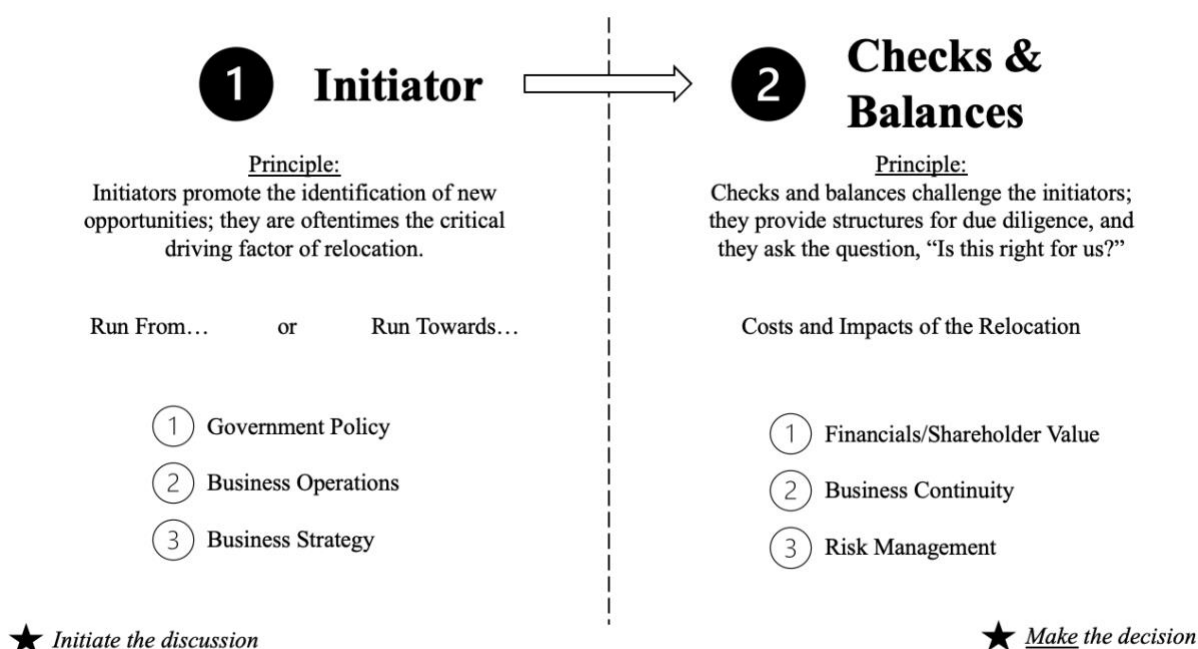 1 Initiator
Principle:
Initiators promote the identification of new
opportunities; they are oftentimes the critical
driving factor of relocation.
Run From… or Run Towards…
1 Government Policy
2 Business Operations
3 Business Strategy
★ Initiate the discussion
2 Checks &
Balances
Principle:
Checks and balances challenge the initiators;
they provide structures for due diligence, and
they ask the question, “Is this right for us?”
Costs and Impacts of the Relocation
1 Financials/Shareholder Value
2 Business Continuity
3 Risk Management
★ Make the decision